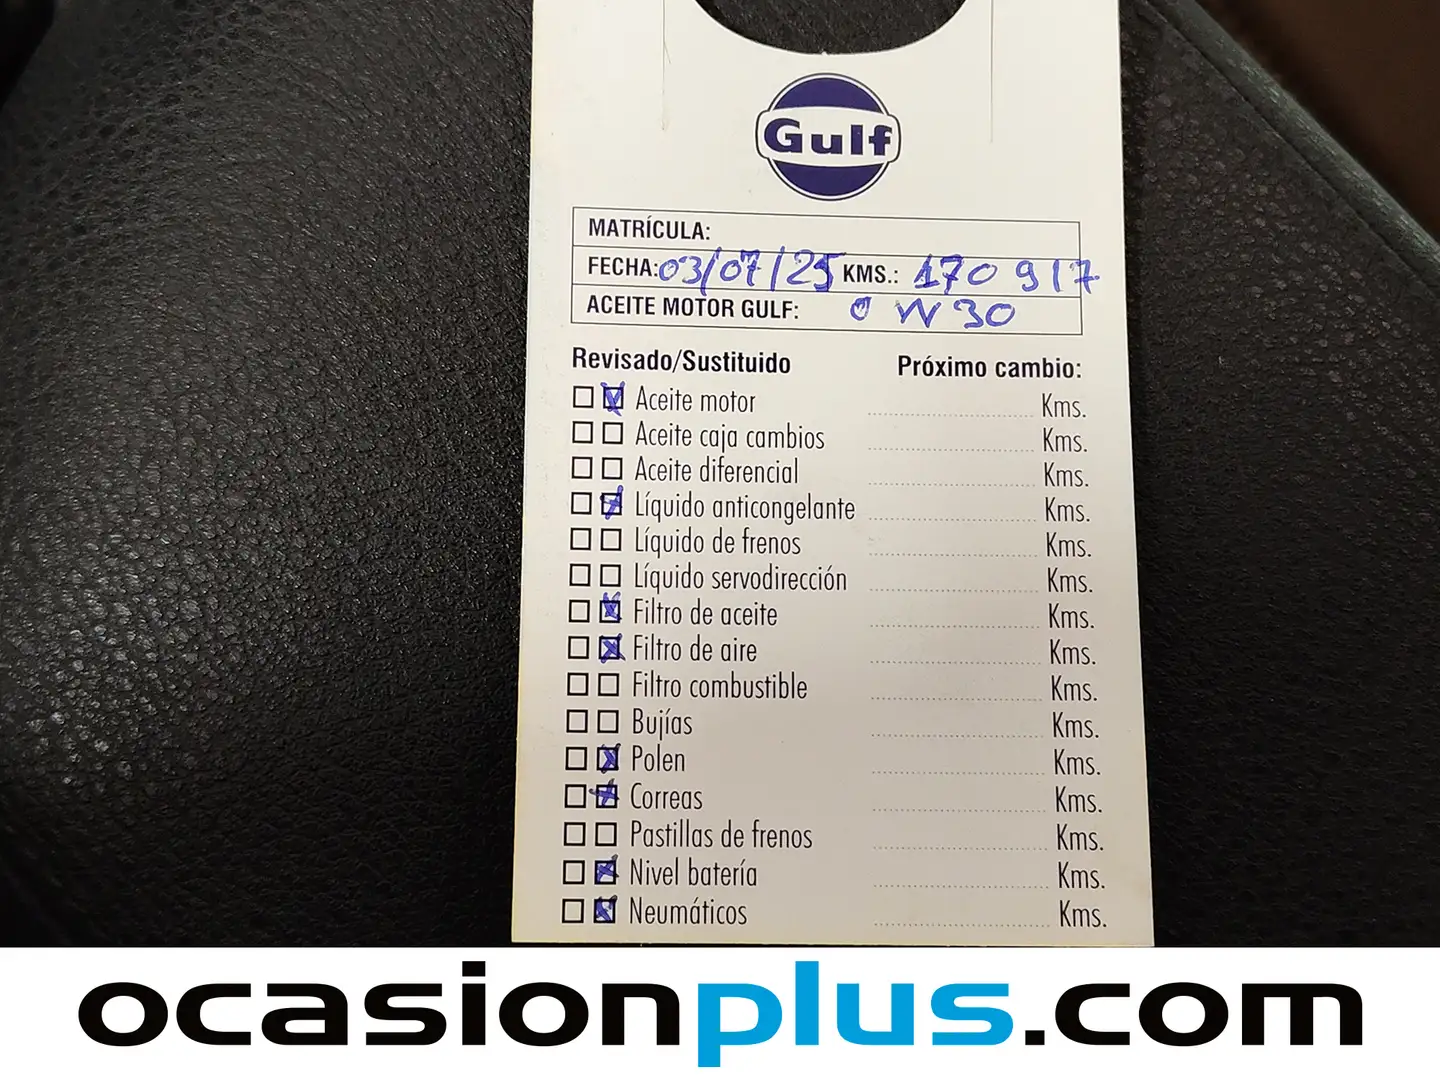 Gulf
MATRÍCULA:
FECHA: 03/07/25 KMS.: 170 917
ACEITE MOTOR GULF: 0 W 30
Revisado/Sustituido Próximo cambio:
Aceite motor Kms.
Aceite caja cambios Kms.
Aceite diferencial Kms.
Líquido anticongelante Kms.
Líquido de frenos Kms.
Líquido servodirección Kms.
Filtro de aceite Kms.
Filtro de aire Kms.
Filtro combustible Kms.
Bujías Kms.
Polen Kms.
Correas Kms.
Pastillas de frenos Kms.
Nivel batería Kms.
Neumáticos Kms.
ocasionplus.com